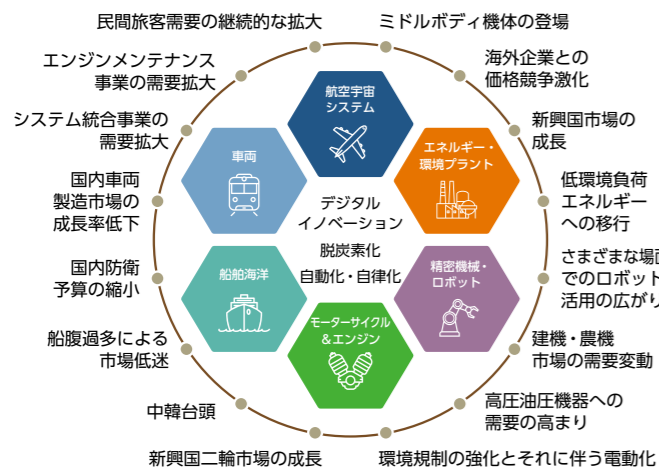 民間旅客需要の継続的な拡大
ミドルボディ機体の登場
エンジンメンテナンス
事業の需要拡大
海外企業との
価格競争激化
システム統合事業の
需要拡大
新興国市場の
成長
国内車両
製造市場の
成長率低下
低環境負荷
エネルギー
への移行
国内防衛
予算の縮小
さまざまな場面
でのロボット
活用の広がり
船腹過多による
市場低迷
建機・農機
市場の需要変動
中韓台頭
高圧油圧機器への
需要の高まり
新興国二輪市場の成長
環境規制の強化とそれに伴う電動化
航空宇宙
システム
車両
エネルギー・
環境プラント
デジタル
イノベーション
脱炭素化
自動化・自律化
船舶海洋
精密機械・
ロボット
モーターサイクル
＆エンジン